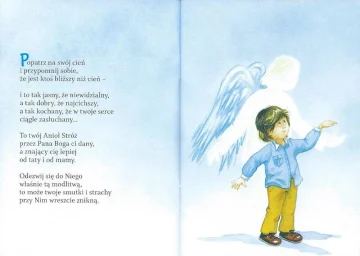 Popatrz na swój cień
i przypomnij sobie,
że jest ktoś bliższy niż cień –
i to tak jasny, że niewidzialny,
a tak dobry, że najcichszy,
a tak kochany, że w twoje serce
ciągle zasłuchany...
To twój Anioł Stróż
przez Pana Boga ci dany,
a znający cię lepiej
od taty i od mamy.
Odezwij się do Niego
właśnie tą modlitwą,
to może twoje smutki i strachy
przy Nim wreszcie znikną.